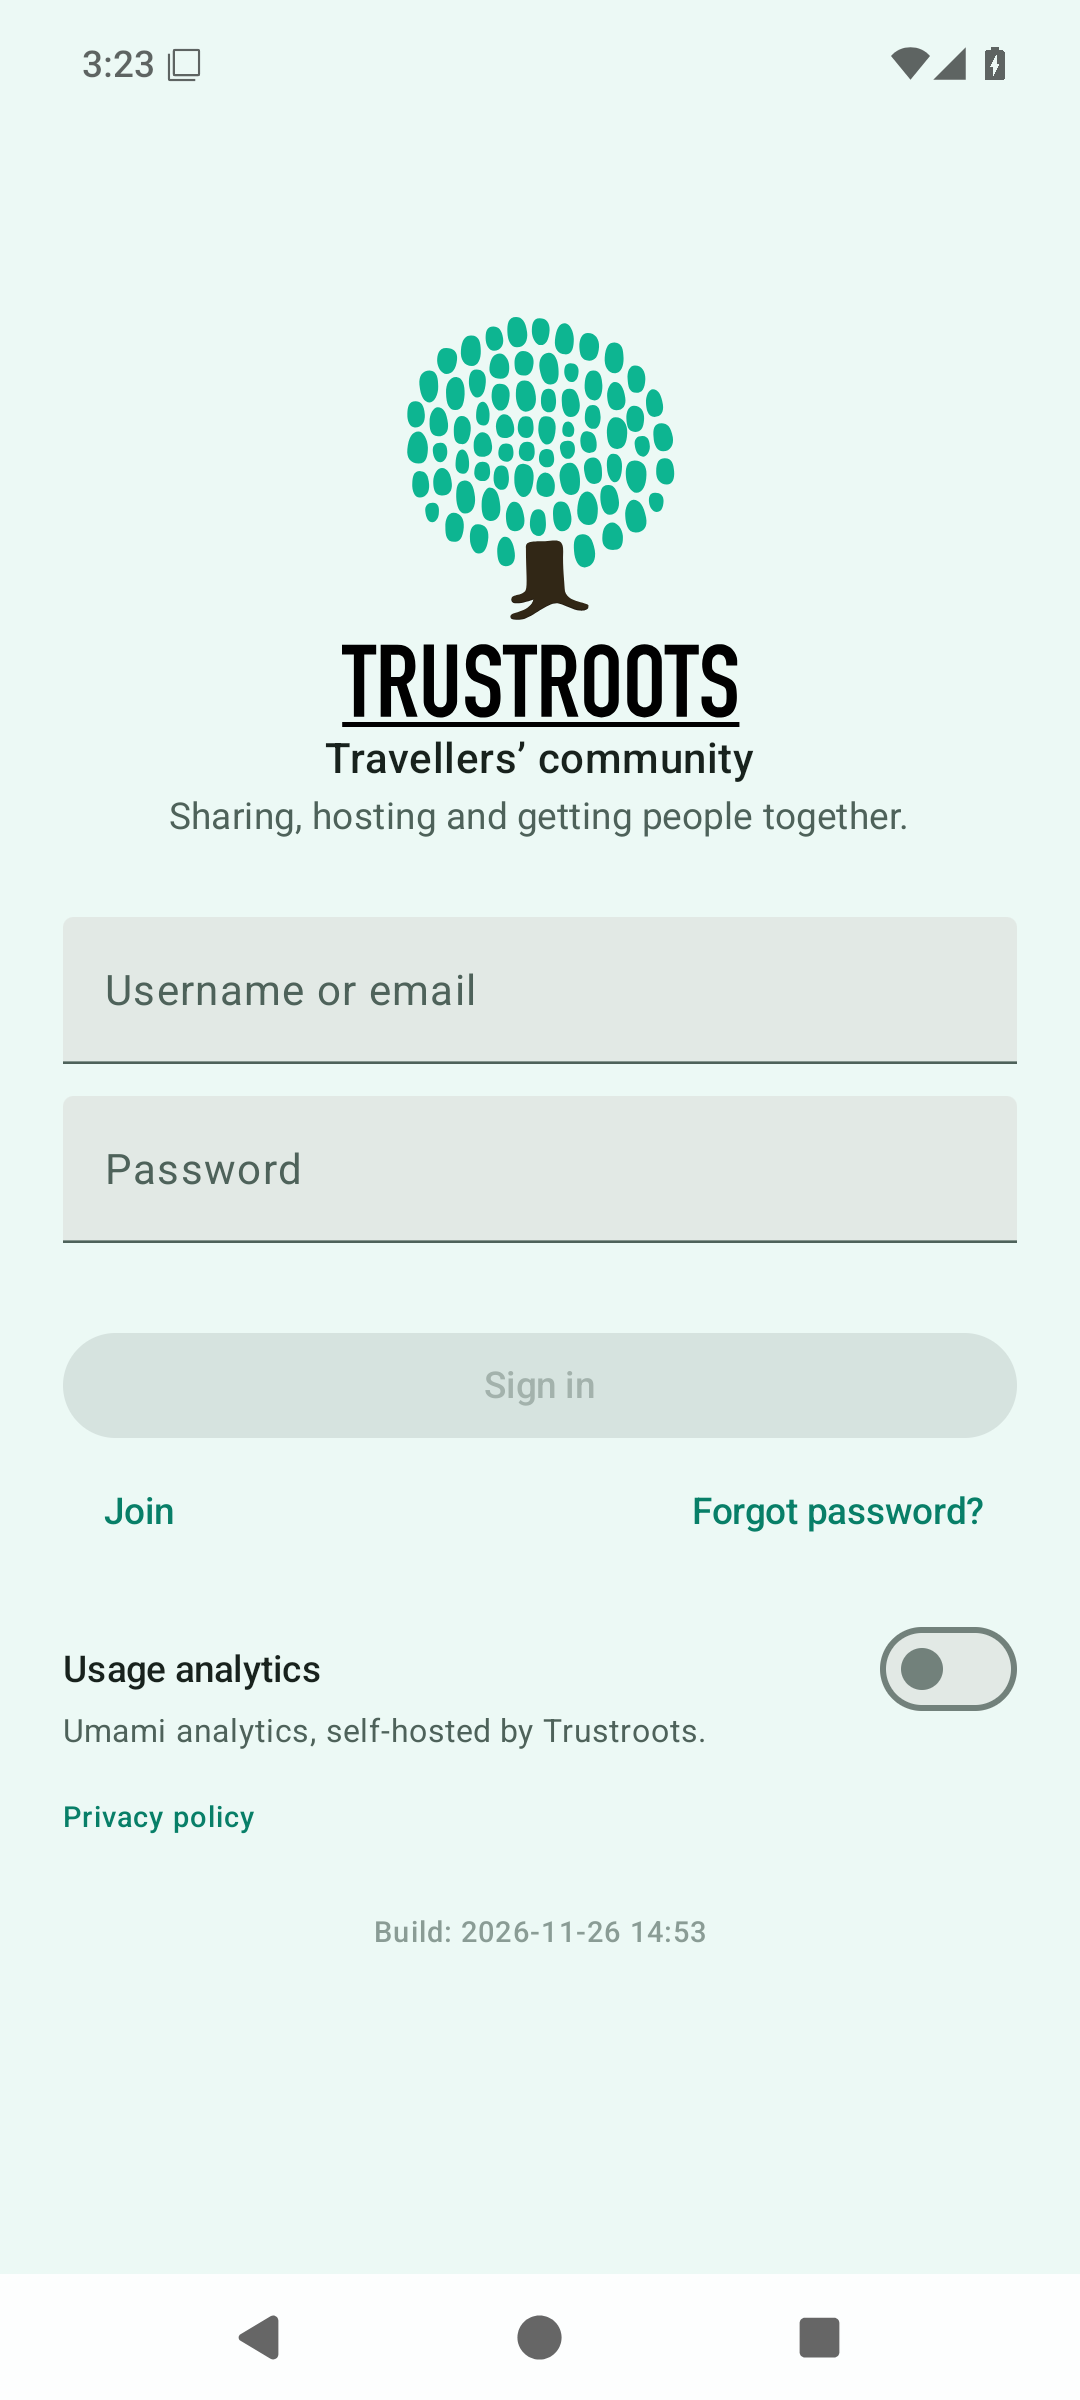 3:23
TRUSTROOTS
Travellers’ community
Sharing, hosting and getting people together.
Username or email
Password
Sign in
Join
Forgot password?
Usage analytics
Umami analytics, self-hosted by Trustroots.
Privacy policy
Build: 2026-11-26 14:53